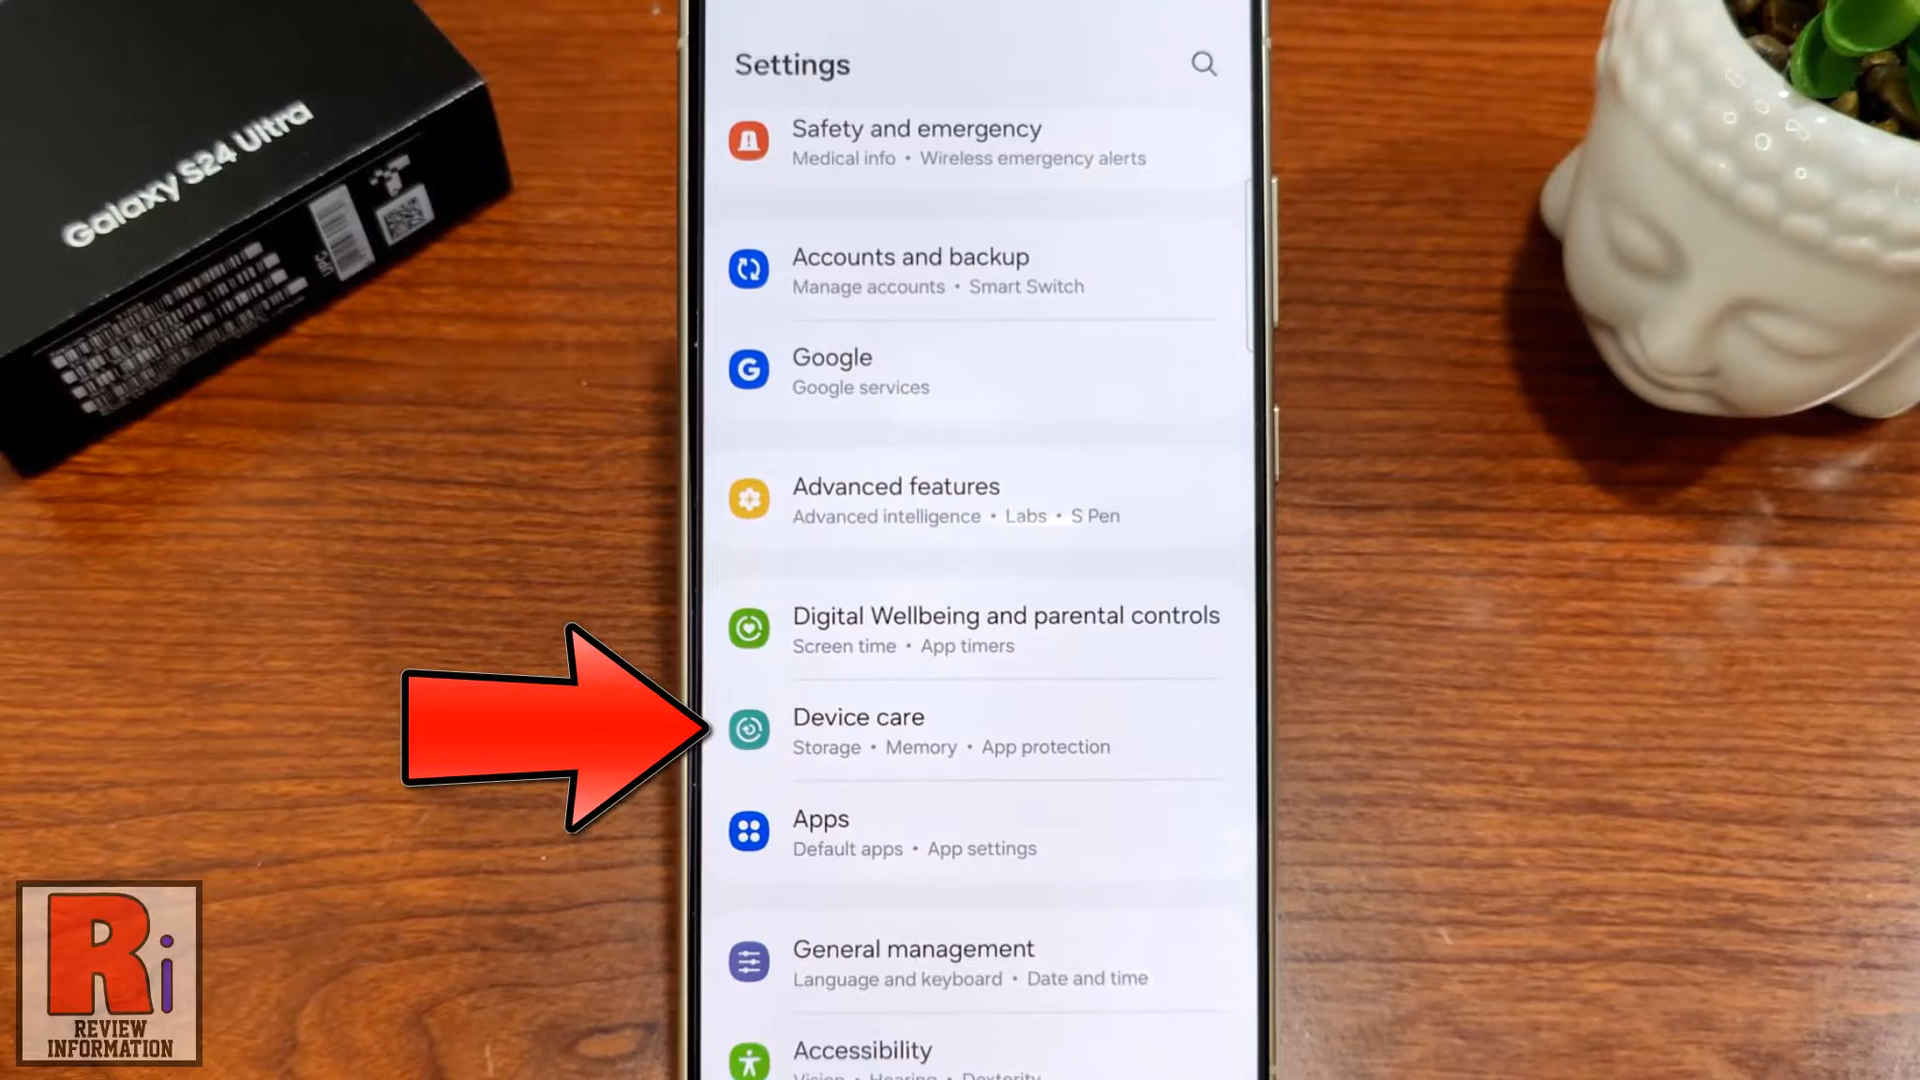 Galaxy S24 Ultra
UPC
Settings
Safety and emergency
Medical info • Wireless emergency alerts
Accounts and backup
Manage accounts • Smart Switch
Google
Google services
Advanced features
Advanced intelligence • Labs • S Pen
Digital Wellbeing and parental controls
Screen time • App timers
Device care
Storage • Memory • App protection
Apps
Default apps • App settings
General management
Language and keyboard • Date and time
Accessibility
Vision • Hearing • Dexterity
Ri
REVIEW
INFORMATION